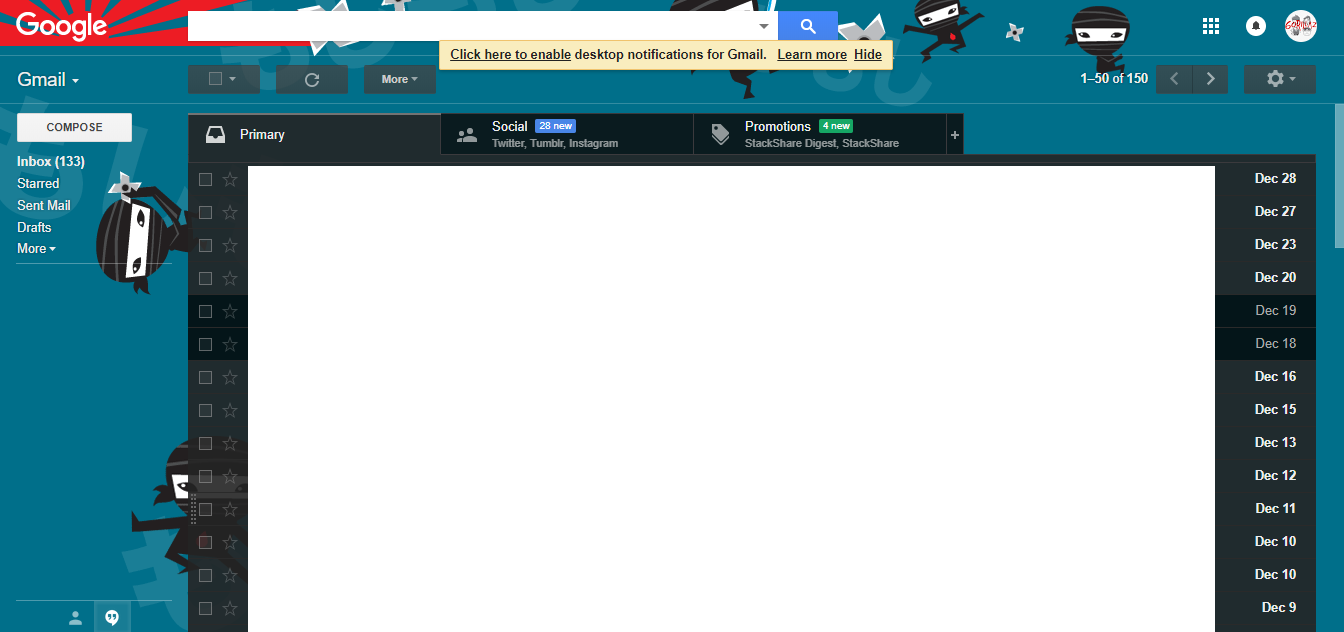 Google
Click here to enable desktop notifications for Gmail. Learn more Hide
Gmail
More
1–50 of 150
COMPOSE
Primary
Social 28 new
Twitter, Tumblr, Instagram
Promotions 4 new
StackShare Digest, StackShare
+
Inbox (133)
Starred
Sent Mail
Drafts
More
Dec 28
Dec 27
Dec 23
Dec 20
Dec 19
Dec 18
Dec 16
Dec 15
Dec 13
Dec 12
Dec 11
Dec 10
Dec 10
Dec 9